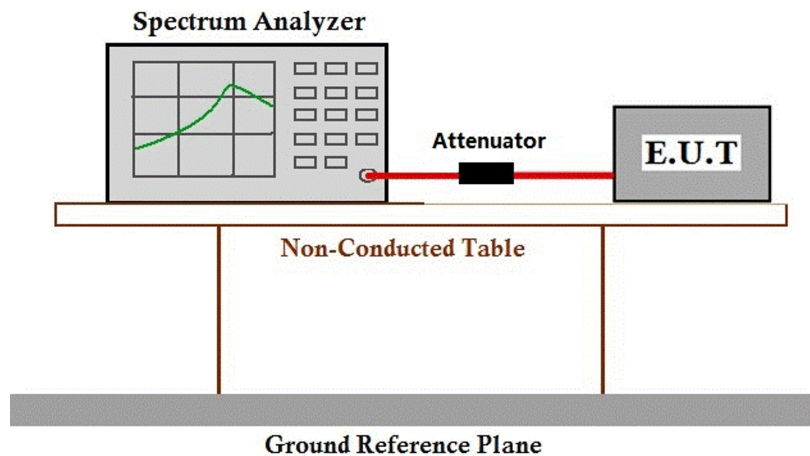 Spectrum Analyzer
Attenuator
E.U.T
Non-Conducted Table
Ground Reference Plane